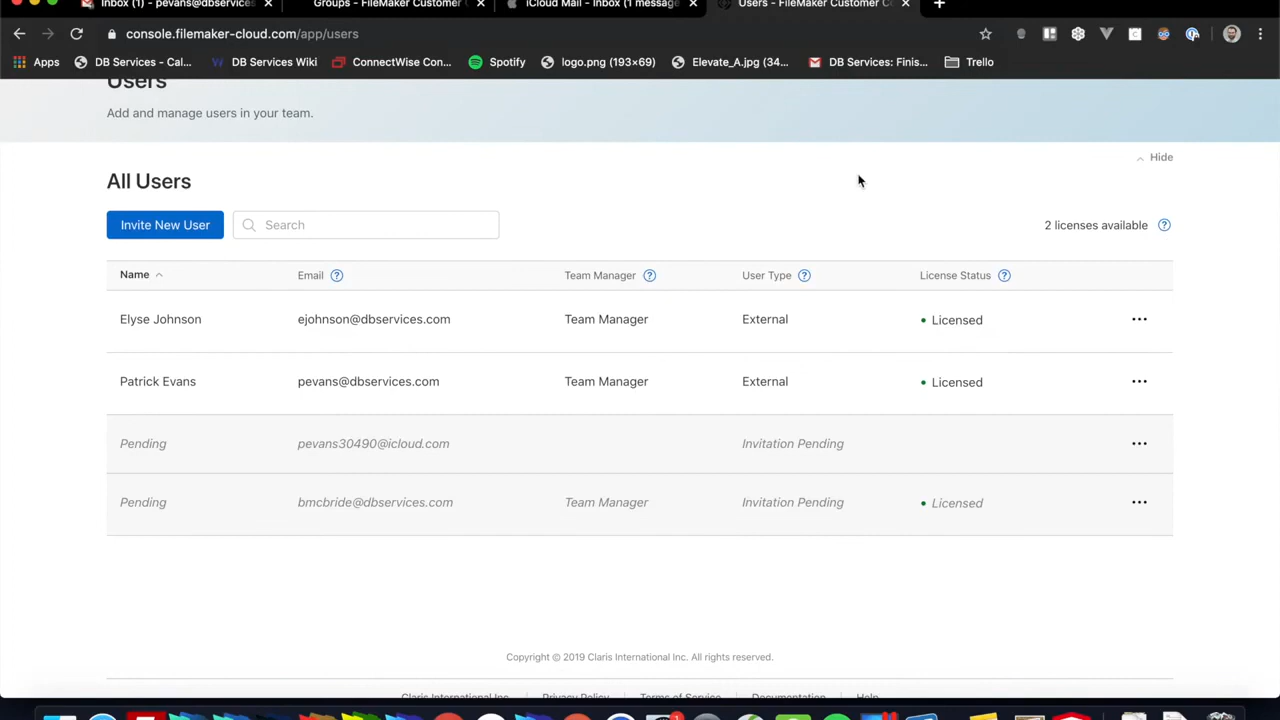 Inbox (1) - pevans@dbservices
Groups - FileMaker Customer
iCloud Mail - Inbox (1 message
Users - FileMaker Customer Co
console.filemaker-cloud.com/app/users
Apps
DB Services - Cal...
DB Services Wiki
ConnectWise Con...
Spotify
logo.png (193×69)
Elevate_A.jpg (34...
DB Services: Finis...
Trello
Users
Add and manage users in your team.
Hide
All Users
Invite New User
Search
2 licenses available ?
Name
Email ?
Team Manager ?
User Type ?
License Status ?
Elyse Johnson
ejohnson@dbservices.com
Team Manager
External
Licensed
Patrick Evans
pevans@dbservices.com
Team Manager
External
Licensed
Pending
pevans30490@icloud.com
Invitation Pending
Pending
bmcbride@dbservices.com
Team Manager
Invitation Pending
Licensed
Copyright © 2019 Claris International Inc. All rights reserved.
Claris International Inc.
Privacy Policy
Terms of Service
Documentation
Help